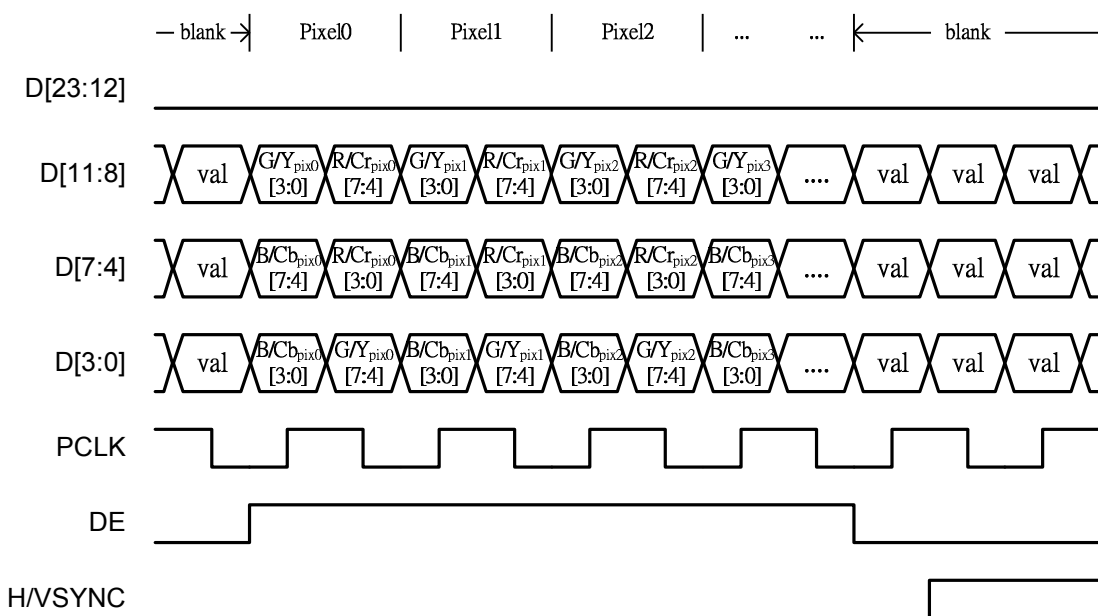 blank Pixel0 Pixel1 Pixel2 ... ... blank
D[23:12]
D[11:8] val G/Ypix0 [3:0] R/Crpix0 [7:4] G/Ypix1 [3:0] R/Crpix1 [7:4] G/Ypix2 [3:0] R/Crpix2 [7:4] G/Ypix3 [3:0] .... val val val
D[7:4] val B/Cbpix0 [7:4] R/Crpix0 [3:0] B/Cbpix1 [7:4] R/Crpix1 [3:0] B/Cbpix2 [7:4] R/Crpix2 [3:0] B/Cbpix3 [7:4] .... val val val
D[3:0] val B/Cbpix0 [3:0] G/Ypix0 [7:4] B/Cbpix1 [3:0] G/Ypix1 [7:4] B/Cbpix2 [3:0] G/Ypix2 [7:4] B/Cbpix3 [3:0] .... val val val
PCLK
DE
H/VSYNC